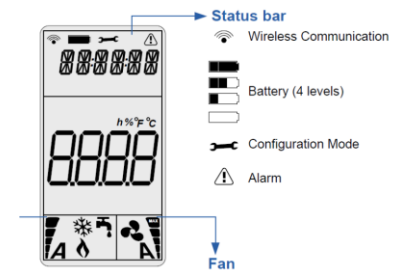 Status bar
Wireless Communication
Battery (4 levels)
Configuration Mode
Alarm
h%°F°C
8.8.8.8
A
A
Fan